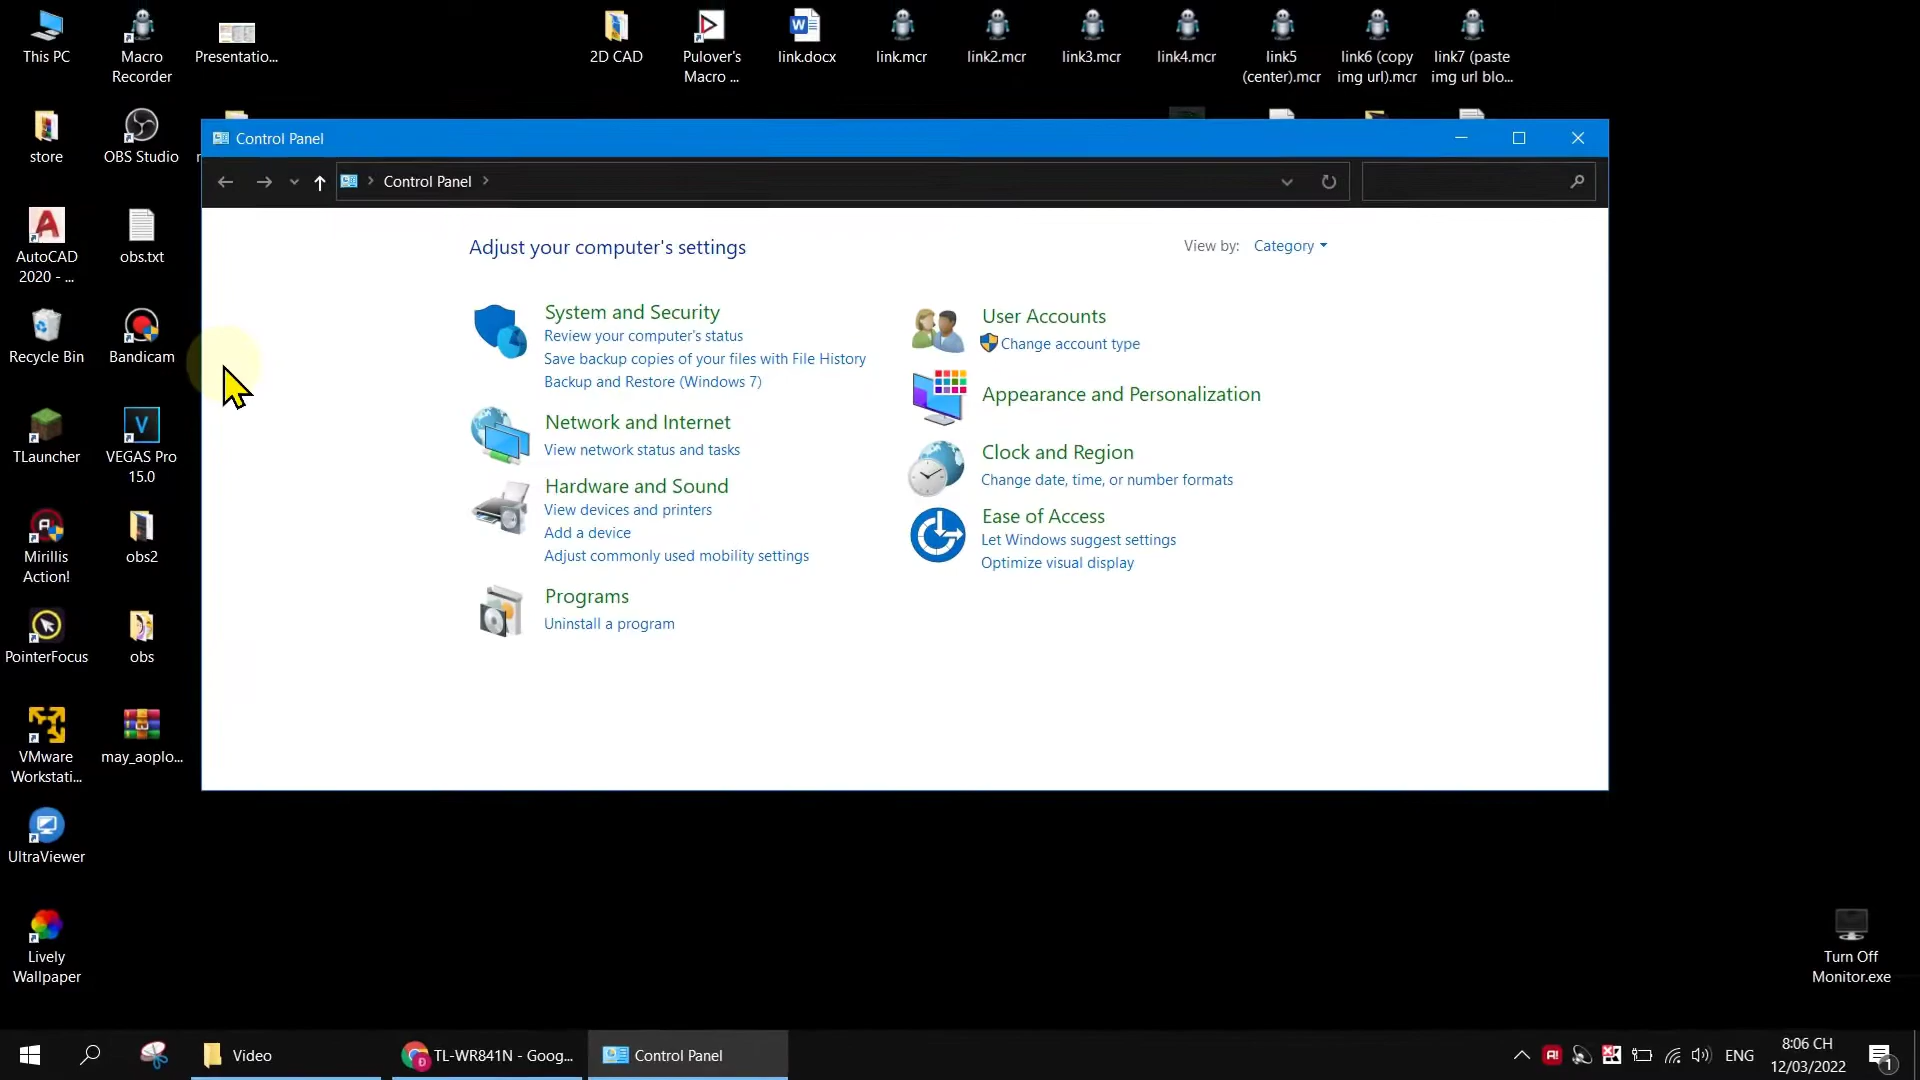 This PC
Macro
Recorder
Presentatio...
2D CAD
Pulover's
Macro ...
link.docx
link.mcr
link2.mcr
link3.mcr
link4.mcr
link5
(center).mcr
link6 (copy
img url).mcr
link7 (paste
img url blo...
store
OBS Studio
AutoCAD
2020 - ...
obs.txt
Recycle Bin
Bandicam
TLauncher
VEGAS Pro
15.0
Mirillis
Action!
obs2
PointerFocus
obs
VMware
Workstati...
may_aoplo...
UltraViewer
Lively
Wallpaper
Turn Off
Monitor.exe
Control Panel
Control Panel
Adjust your computer's settings
View by: Category
System and Security
Review your computer's status
Save backup copies of your files with File History
Backup and Restore (Windows 7)
Network and Internet
View network status and tasks
Hardware and Sound
View devices and printers
Add a device
Adjust commonly used mobility settings
Programs
Uninstall a program
User Accounts
Change account type
Appearance and Personalization
Clock and Region
Change date, time, or number formats
Ease of Access
Let Windows suggest settings
Optimize visual display
Video
TL-WR841N - Goog...
Control Panel
ENG
8:06 CH
12/03/2022
1